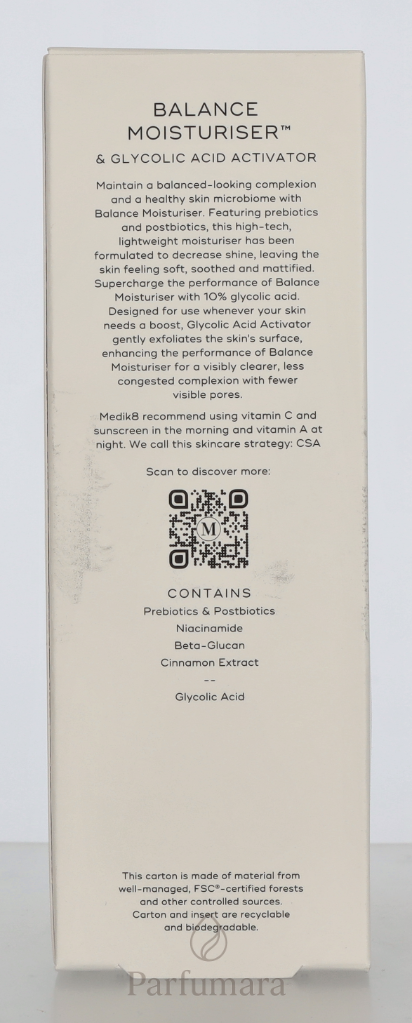 BALANCE
MOISTURISER™
& GLYCOLIC ACID ACTIVATOR
Maintain a balanced-looking complexion
and a healthy skin microbiome with
Balance Moisturiser. Featuring prebiotics
and postbiotics, this high-tech,
lightweight moisturiser has been
formulated to decrease shine, leaving the
skin feeling soft, soothed and mattified.
Supercharge the performance of Balance
Moisturiser with 10% glycolic acid.
Designed for use whenever your skin
needs a boost, Glycolic Acid Activator
gently exfoliates the skin's surface,
enhancing the performance of Balance
Moisturiser for a visibly clearer, less
congested complexion with fewer
visible pores.
Medik8 recommend using vitamin C and
sunscreen in the morning and vitamin A at
night. We call this skincare strategy: CSA
Scan to discover more:
M
CONTAINS
Prebiotics & Postbiotics
Niacinamide
Beta-Glucan
Cinnamon Extract
--
Glycolic Acid
This carton is made of material from
well-managed, FSC®-certified forests
and other controlled sources.
Carton and insert are recyclable
and biodegradable.
Parfumara